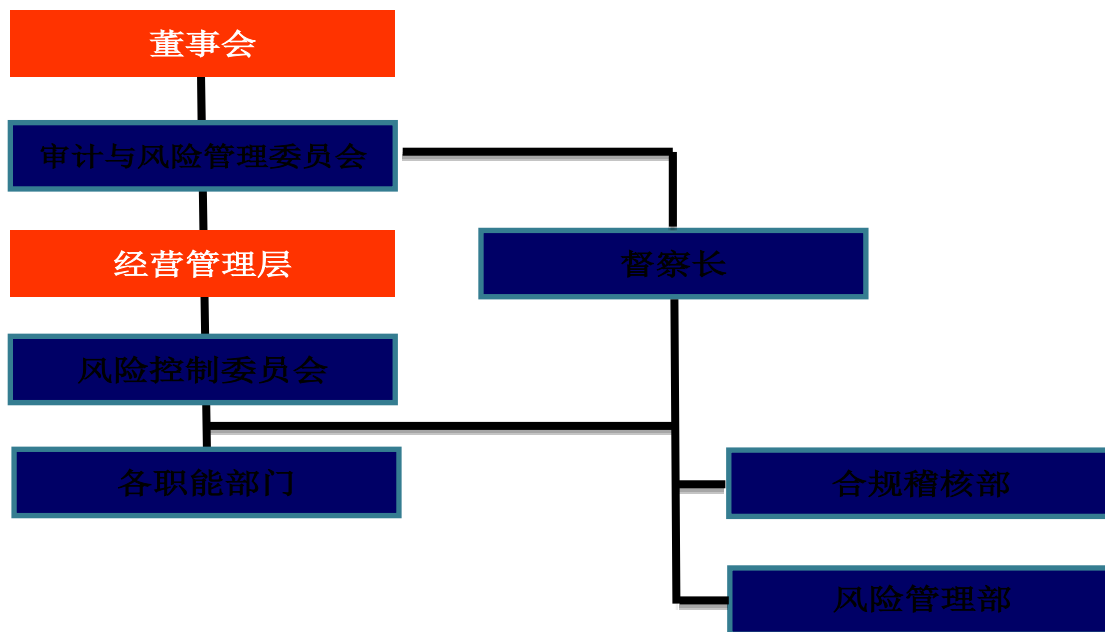 董事会
审计与风险管理委员会
经营管理层
督察长
风险控制委员会
各职能部门
合规稽核部
风险管理部